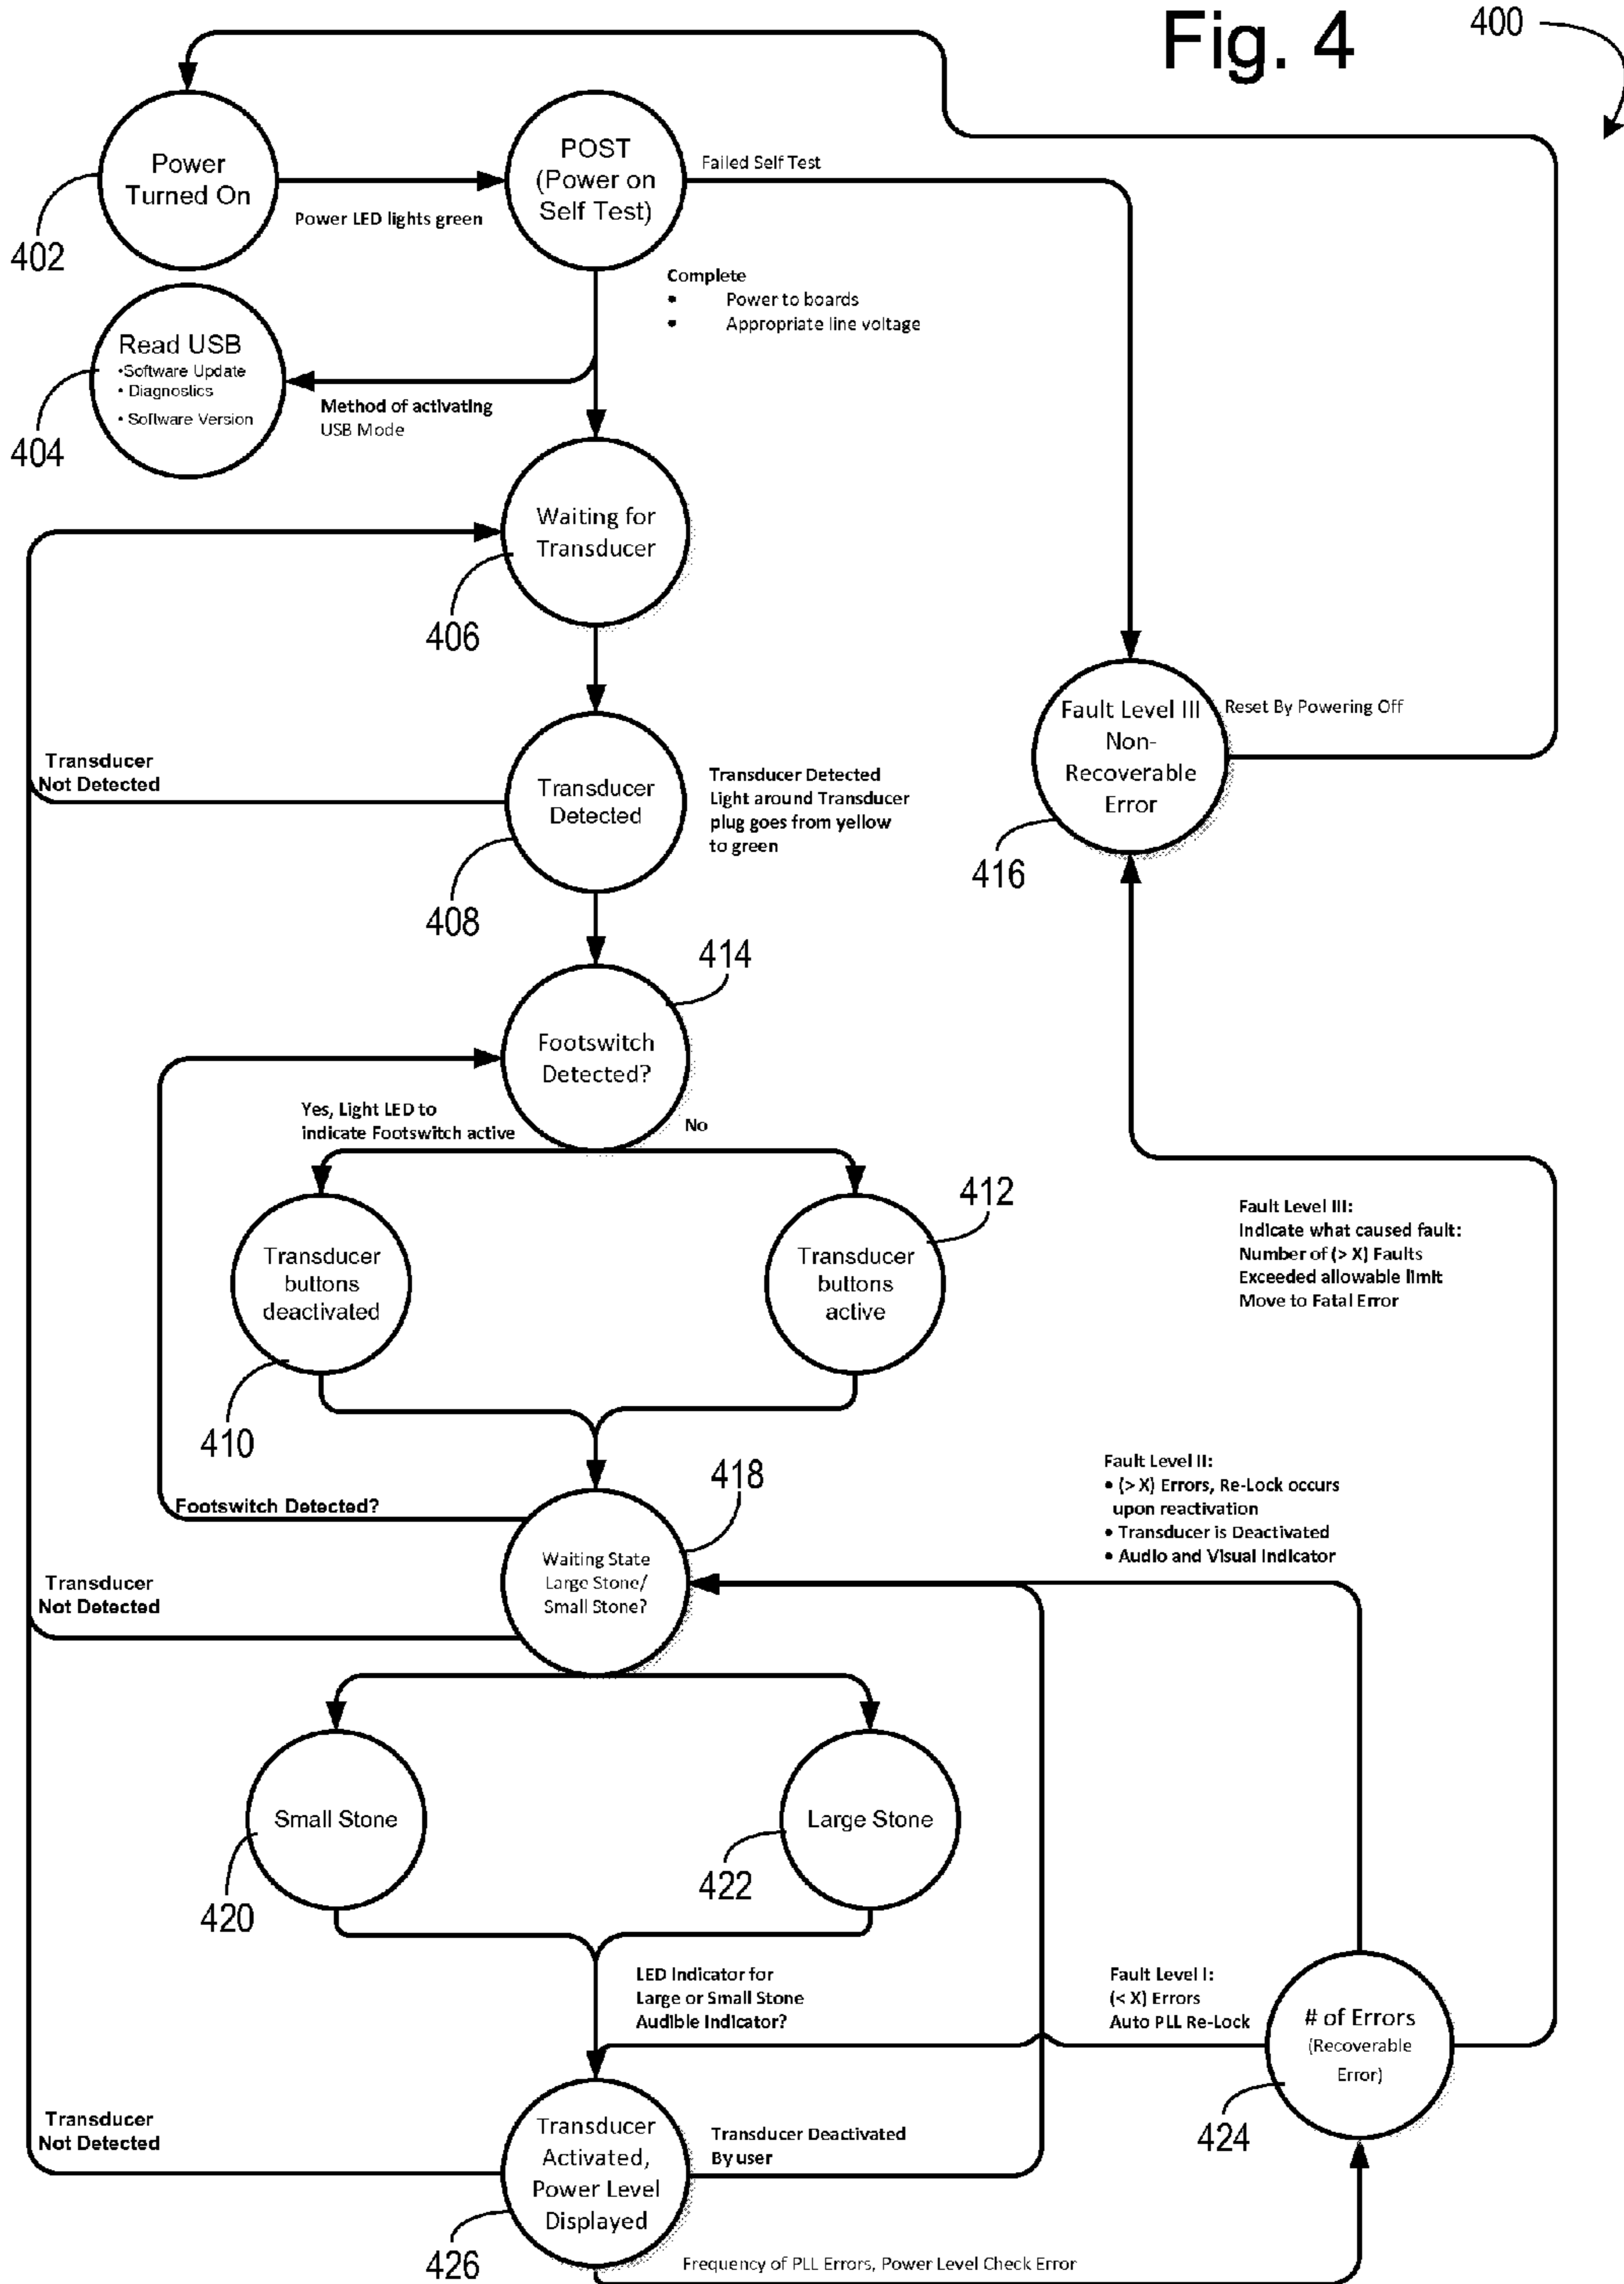 Fig. 4
400
Power
Turned On
402
Power LED lights green
POST
(Power on
Self Test)
Failed Self Test
Complete
• Power to boards
• Appropriate line voltage
Read USB
•Software Update
• Diagnostics
• Software Version
404
Method of activating
USB Mode
Waiting for
Transducer
406
Transducer
Not Detected
Transducer
Detected
408
Transducer Detected
Light around Transducer
plug goes from yellow
to green
Fault Level III
Non-
Recoverable
Error
416
Reset By Powering Off
414
Footswitch
Detected?
Yes, Light LED to
indicate Footswitch active
No
Transducer
buttons
deactivated
410
412
Transducer
buttons
active
Fault Level III:
Indicate what caused fault:
Number of (> X) Faults
Exceeded allowable limit
Move to Fatal Error
Footswitch Detected?
418
Waiting State
Large Stone/
Small Stone?
Fault Level II:
• (> X) Errors, Re-Lock occurs
upon reactivation
• Transducer is Deactivated
• Audio and Visual Indicator
Transducer
Not Detected
Small Stone
420
Large Stone
422
LED Indicator for
Large or Small Stone
Audible Indicator?
Fault Level I:
(< X) Errors
Auto PLL Re-Lock
# of Errors
(Recoverable
Error)
424
Transducer
Not Detected
Transducer
Activated,
Power Level
Displayed
426
Transducer Deactivated
By user
Frequency of PLL Errors, Power Level Check Error